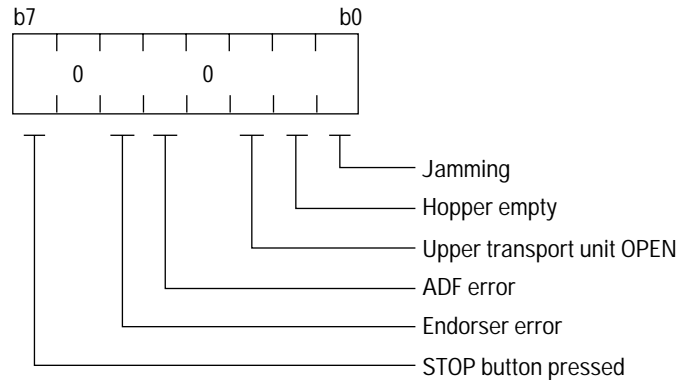 b7 b0
0 0
Jamming
Hopper empty
Upper transport unit OPEN
ADF error
Endorser error
STOP button pressed